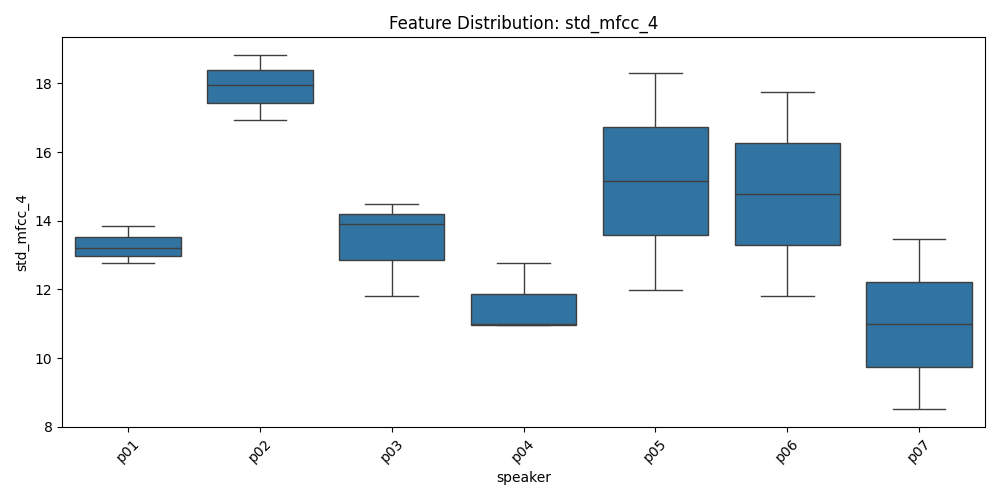 Feature Distribution: std_mfcc_4
std_mfcc_4
18
16
14
12
10
8
p01 p02 p03 p04 p05 p06 p07
speaker